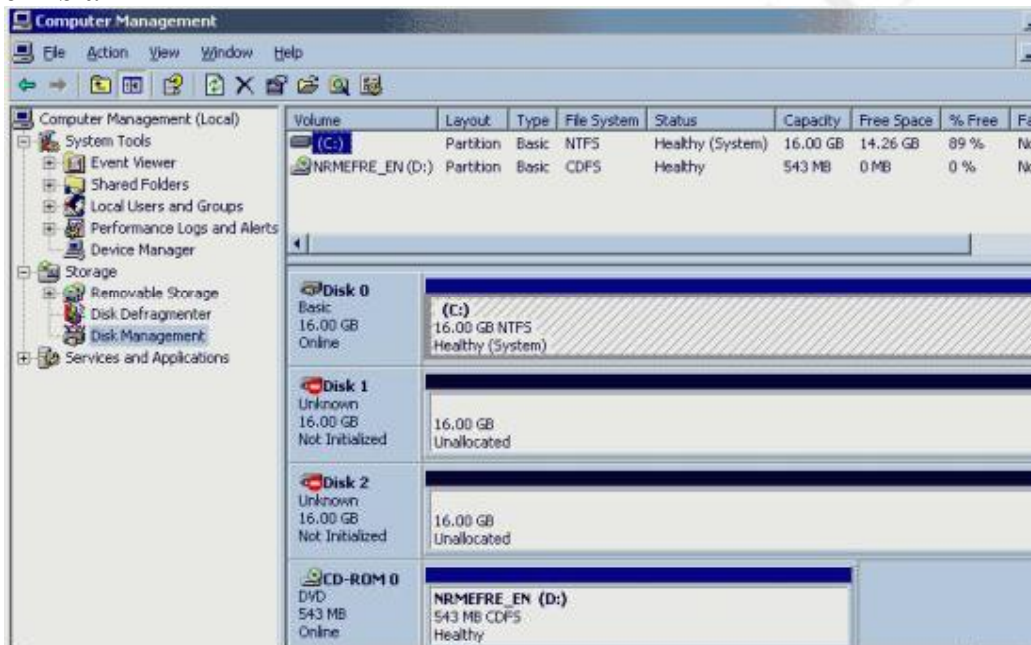 Computer Management
File Action View Window Help
Computer Management (Local)
System Tools
Event Viewer
Shared Folders
Local Users and Groups
Performance Logs and Alerts
Device Manager
Storage
Removable Storage
Disk Defragmenter
Disk Management
Services and Applications
Volume Layout Type File System Status Capacity Free Space % Free
(C:) Partition Basic NTFS Healthy (System) 16.00 GB 14.26 GB 89 %
NRMEFRE_EN (D:) Partition Basic CDFS Healthy 543 MB 0 MB 0 %
Disk 0
Basic
16.00 GB
Online
(C:)
16.00 GB NTFS
Healthy (System)
Disk 1
Unknown
16.00 GB
Not Initialized
16.00 GB
Unallocated
Disk 2
Unknown
16.00 GB
Not Initialized
16.00 GB
Unallocated
CD-ROM 0
DVD
543 MB
Online
NRMEFRE_EN (D:)
543 MB CDFS
Healthy